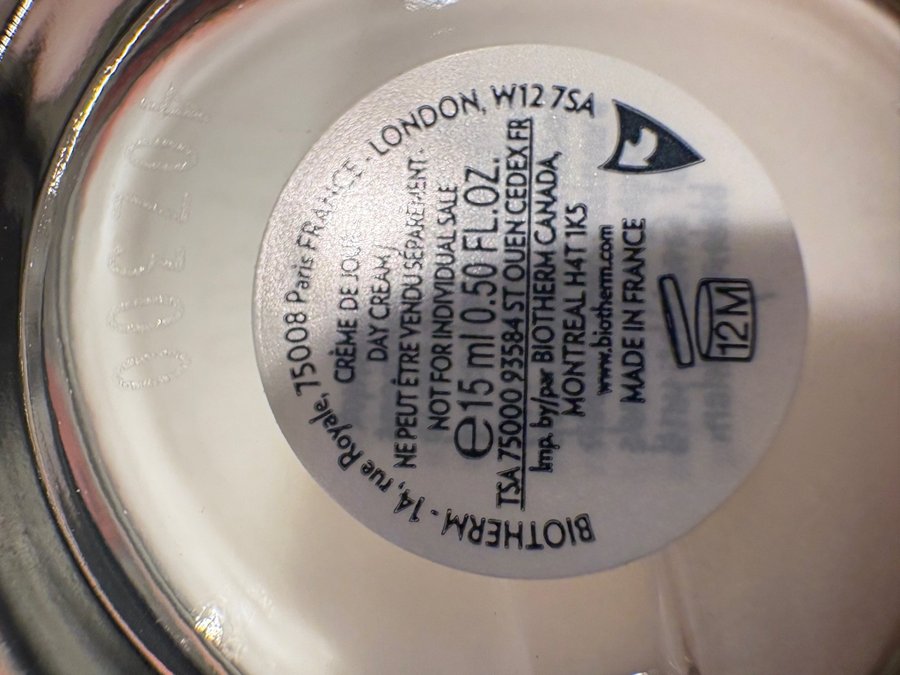 BIOTHERM - 14, rue Royale, 75008 Paris FRANCE - LONDON, W12 7SA
CRÈME DE JOUR
DAY CREAM
NE PEUT ÉTRE VENDU SÉPARÉMENT -
NOT FOR INDIVIDUAL SALE
e 15 ml 0.50 FL.OZ.
TSA 75000 93584 ST OUEN CEDEX FR
Imp. by/par BIOTHERM CANADA,
MONTREAL H4T 1K5
www.biotherm.com
MADE IN FRANCE
12M